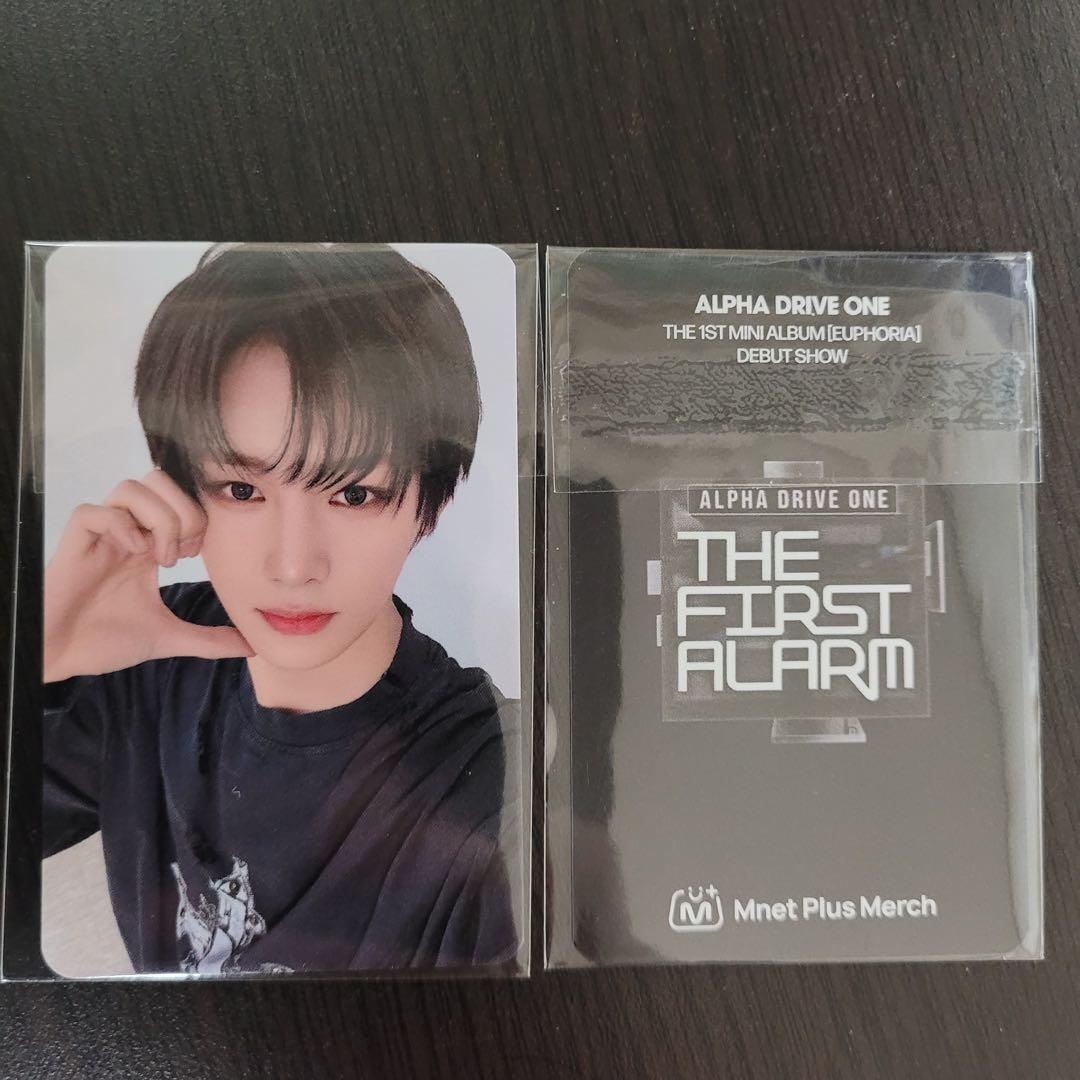 ALPHA DRIVE ONE
THE 1ST MINI ALBUM [EUPHORIA]
DEBUT SHOW
ALPHA DRIVE ONE
THE
FIRST
ALARM
Mnet Plus Merch